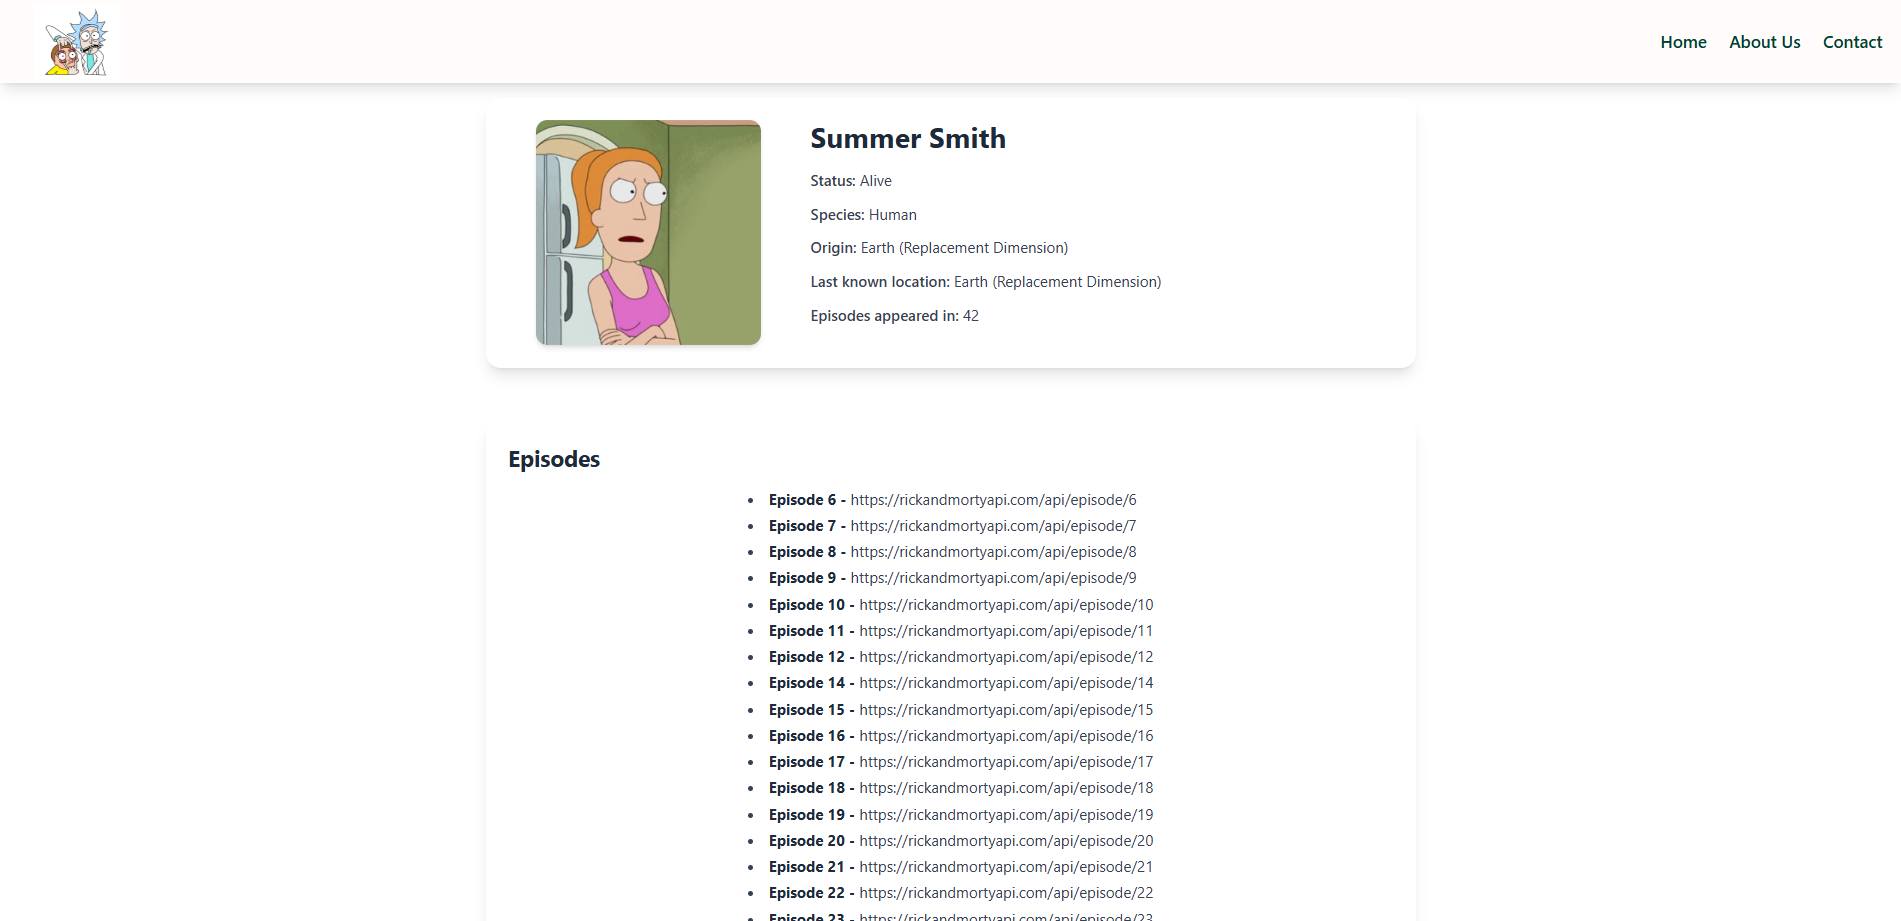 Home About Us Contact
Summer Smith
Status: Alive
Species: Human
Origin: Earth (Replacement Dimension)
Last known location: Earth (Replacement Dimension)
Episodes appeared in: 42
Episodes
• Episode 6 - https://rickandmortyapi.com/api/episode/6
• Episode 7 - https://rickandmortyapi.com/api/episode/7
• Episode 8 - https://rickandmortyapi.com/api/episode/8
• Episode 9 - https://rickandmortyapi.com/api/episode/9
• Episode 10 - https://rickandmortyapi.com/api/episode/10
• Episode 11 - https://rickandmortyapi.com/api/episode/11
• Episode 12 - https://rickandmortyapi.com/api/episode/12
• Episode 14 - https://rickandmortyapi.com/api/episode/14
• Episode 15 - https://rickandmortyapi.com/api/episode/15
• Episode 16 - https://rickandmortyapi.com/api/episode/16
• Episode 17 - https://rickandmortyapi.com/api/episode/17
• Episode 18 - https://rickandmortyapi.com/api/episode/18
• Episode 19 - https://rickandmortyapi.com/api/episode/19
• Episode 20 - https://rickandmortyapi.com/api/episode/20
• Episode 21 - https://rickandmortyapi.com/api/episode/21
• Episode 22 - https://rickandmortyapi.com/api/episode/22
• Episode 23 - https://rickandmortyapi.com/api/episode/23